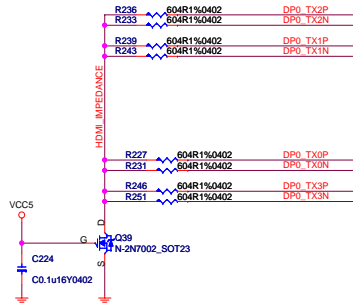 R236 604R1%0402 DP0_TX2P
R233 604R1%0402 DP0_TX2N
R239 604R1%0402 DP0_TX1P
R243 604R1%0402 DP0_TX1N
HDMI_IMPEDANCE
R227 604R1%0402 DP0_TX0P
R231 604R1%0402 DP0_TX0N
R246 604R1%0402 DP0_TX3P
R251 604R1%0402 DP0_TX3N
VCC5
D
G Q39
N-2N7002_SOT23
S
C224
C0.1u16Y0402